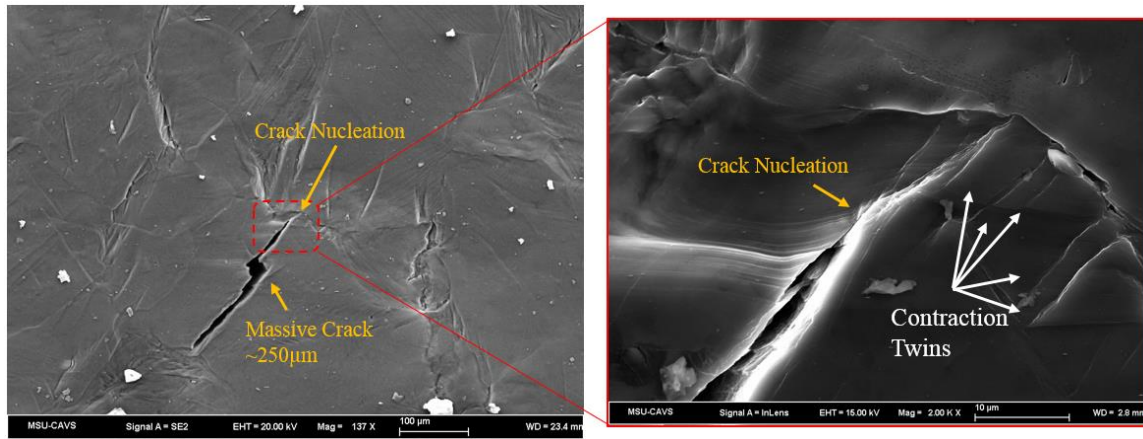 Crack Nucleation
Massive Crack
~250µm
MSU-CAVS Signal A = SE2 EHT = 20.00 kV Mag = 137 X 100 µm WD = 23.4 mm
Crack Nucleation
Contraction
Twins
MSU-CAVS Signal A = InLens EHT = 15.00 kV Mag = 2.00 K X 10 µm WD = 2.8 mm